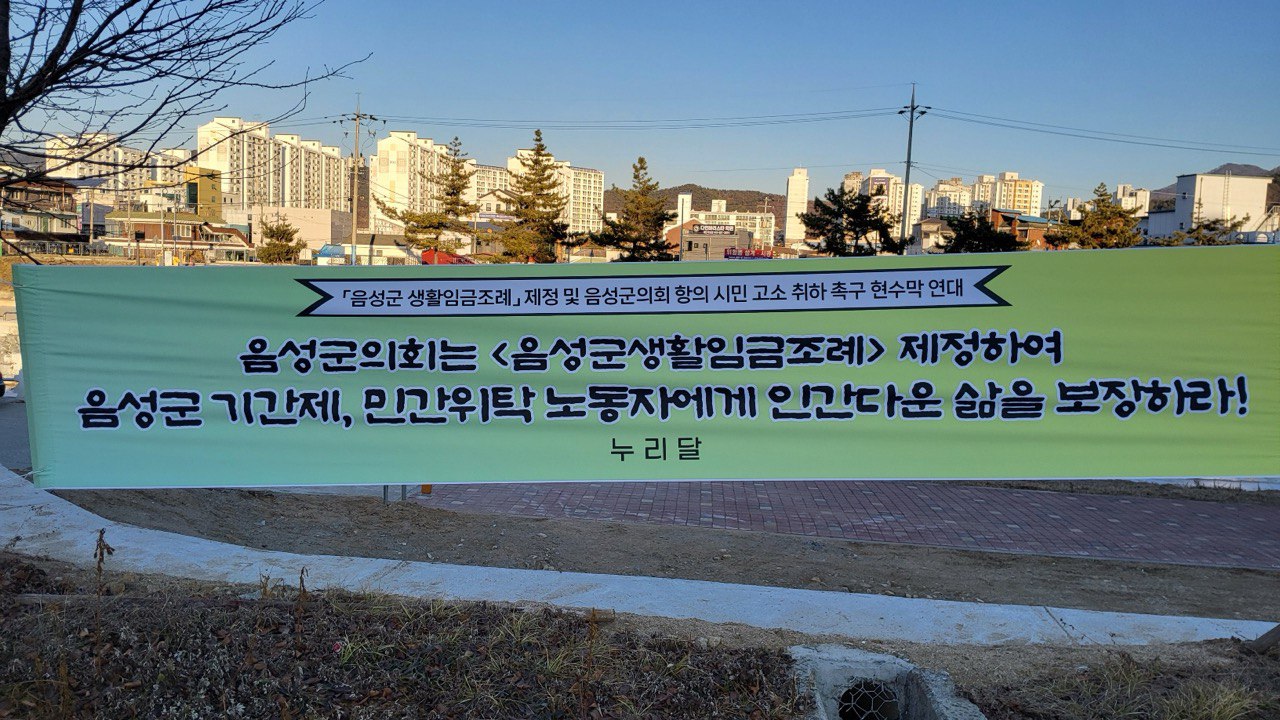 「음성군 생활임금조례」 제정 및 음성군의회 항의 시민 고소 취하 촉구 현수막 연대
음성군의회는 <음성군생활임금조례> 제정하여
음성군 기간제, 민간위탁 노동자에게 인간다운 삶을 보장하라!
누리달